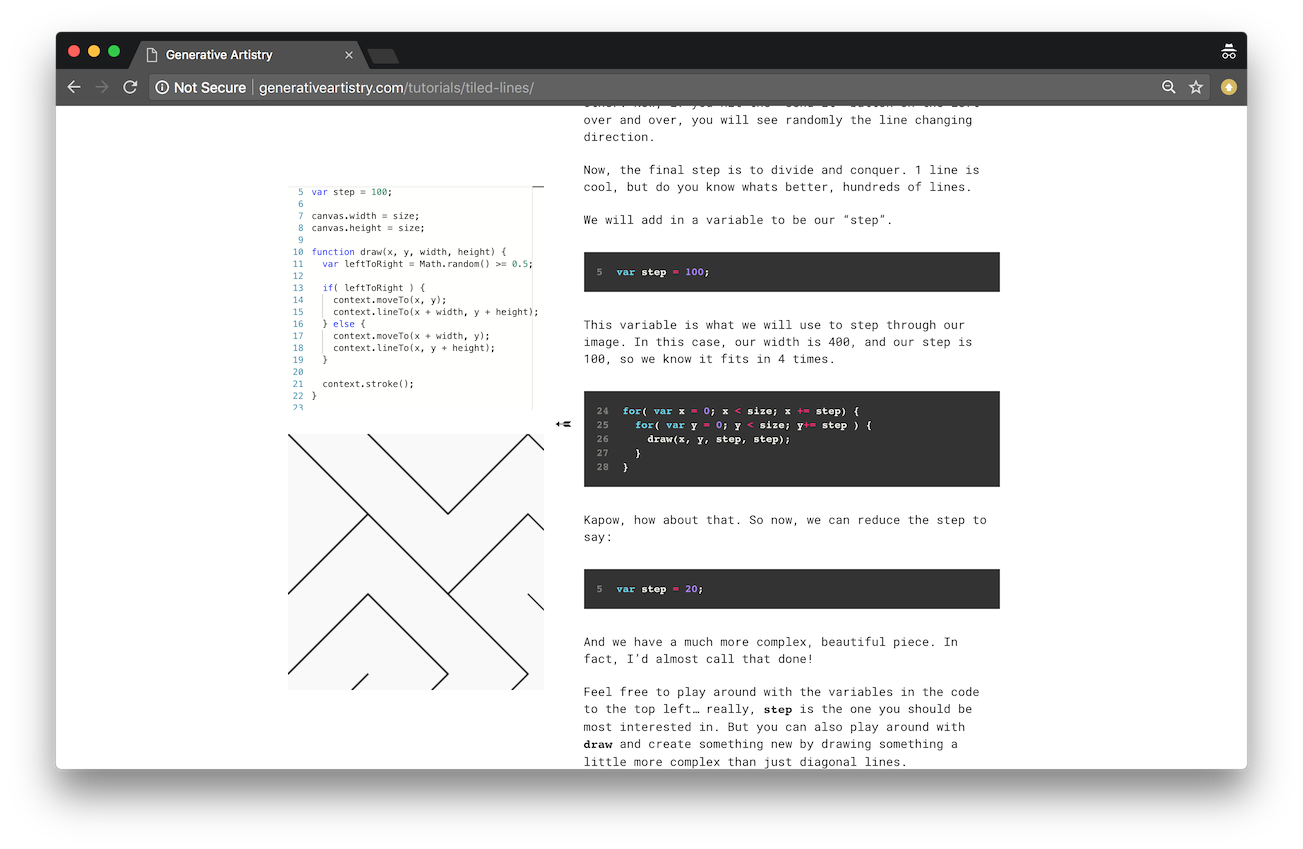 Generative Artistry
Not Secure generativeartistry.com/tutorials/tiled-lines/
5 var step = 100;
6
7 canvas.width = size;
8 canvas.height = size;
9
10 function draw(x, y, width, height) {
11 var leftToRight = Math.random() >= 0.5;
12
13 if( leftToRight ) {
14 context.moveTo(x, y);
15 context.lineTo(x + width, y + height);
16 } else {
17 context.moveTo(x + width, y);
18 context.lineTo(x, y + height);
19 }
20
21 context.stroke();
22 }
23
over and over, you will see randomly the line changing
direction.
Now, the final step is to divide and conquer. 1 line is
cool, but do you know whats better, hundreds of lines.
We will add in a variable to be our “step”.
5 var step = 100;
This variable is what we will use to step through our
image. In this case, our width is 400, and our step is
100, so we know it fits in 4 times.
24 for( var x = 0; x < size; x += step) {
25 for( var y = 0; y < size; y+= step ) {
26 draw(x, y, step, step);
27 }
28 }
Kapow, how about that. So now, we can reduce the step to
say:
5 var step = 20;
And we have a much more complex, beautiful piece. In
fact, I’d almost call that done!
Feel free to play around with the variables in the code
to the top left… really, step is the one you should be
most interested in. But you can also play around with
draw and create something new by drawing something a
little more complex than just diagonal lines.